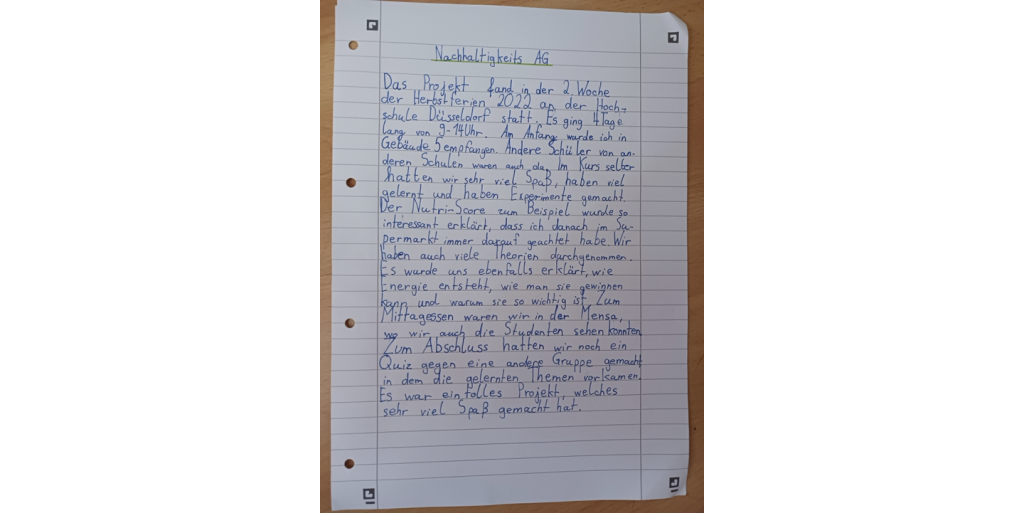 Nachhaltigkeits AG
Das Projekt fand in der 2. Woche
der Herbstferien 2022 an der Hoch-
schule Düsseldorf statt. Es ging 4 Tage
lang von 9-14Uhr. Am Anfang wurde ich in
Gebäude 5 empfangen. Andere Schüler von an-
deren Schulen waren auch da. Im Kurs selber
hatten wir sehr viel Spaß, haben viel
gelernt und haben Experimente gemacht.
Der Nutri-Score zum Beispiel wurde so
interessant erklärt, dass ich danach im Su-
permarkt immer darauf geachtet habe. Wir
haben auch viele Theorien durchgenommen.
Es wurde uns ebenfalls erklärt, wie
Energie entsteht, wie man sie gewinnen
kann und warum sie so wichtig ist. Zum
Mittagessen waren wir in der Mensa,
wo wir auch die Studenten sehen konnten.
Zum Abschluss hatten wir noch ein
Quiz gegen eine andere Gruppe gemacht
in dem die gelernten Themen vorkamen.
Es war ein tolles Projekt, welches
sehr viel Spaß gemacht hat.